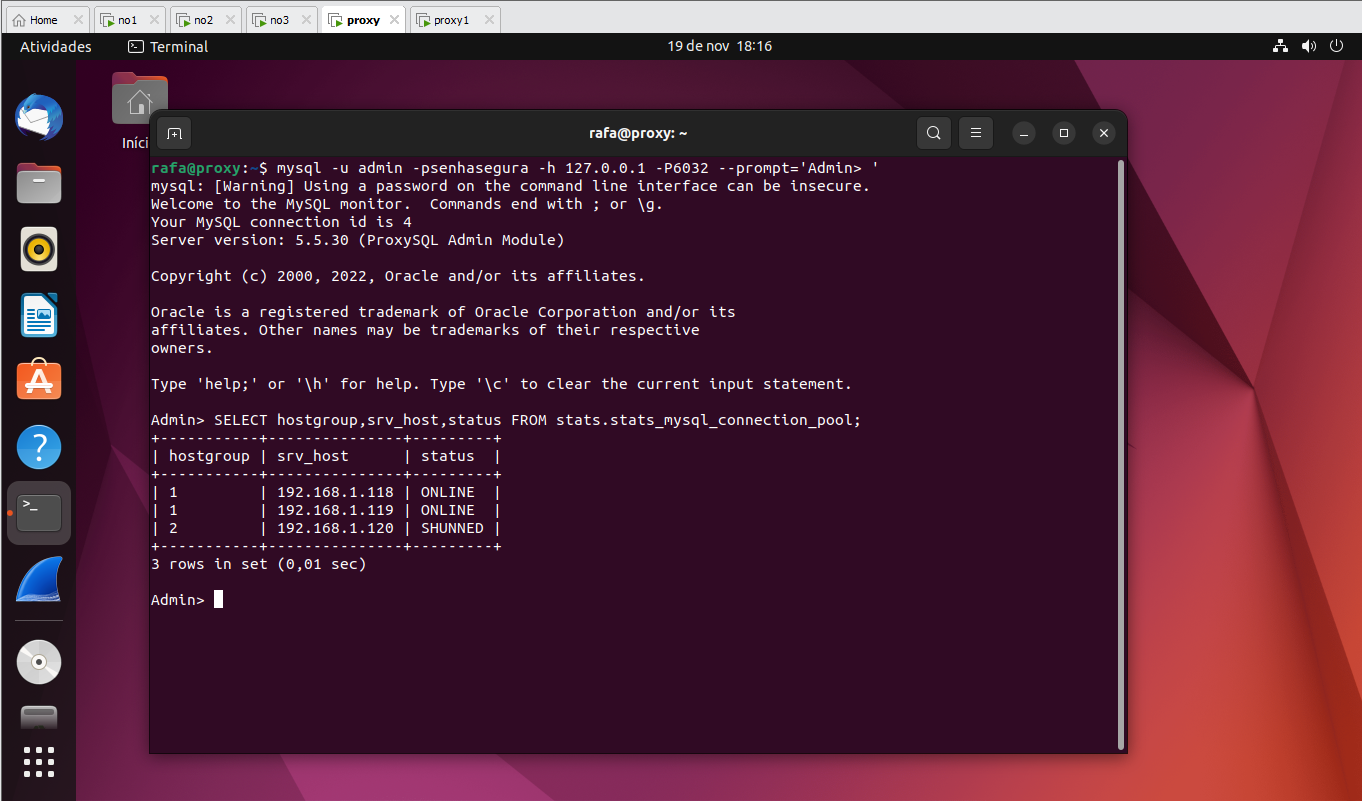 Home no1 no2 no3 proxy proxy1
Atividades Terminal 19 de nov 18:16
Iníci
rafa@proxy: ~
rafa@proxy:~$ mysql -u admin -psenhasegura -h 127.0.0.1 -P6032 --prompt='Admin> '
mysql: [Warning] Using a password on the command line interface can be insecure.
Welcome to the MySQL monitor.  Commands end with ; or \g.
Your MySQL connection id is 4
Server version: 5.5.30 (ProxySQL Admin Module)
Copyright (c) 2000, 2022, Oracle and/or its affiliates.
Oracle is a registered trademark of Oracle Corporation and/or its
affiliates. Other names may be trademarks of their respective
owners.
Type 'help;' or '\h' for help. Type '\c' to clear the current input statement.
Admin> SELECT hostgroup,srv_host,status FROM stats.stats_mysql_connection_pool;
+-----------+---------------+---------+
| hostgroup | srv_host      | status  |
+-----------+---------------+---------+
| 1         | 192.168.1.118 | ONLINE  |
| 1         | 192.168.1.119 | ONLINE  |
| 2         | 192.168.1.120 | SHUNNED |
+-----------+---------------+---------+
3 rows in set (0,01 sec)
Admin>